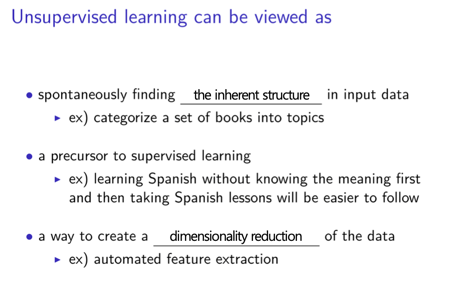 Unsupervised learning can be viewed as
• spontaneously finding the inherent structure in input data
▸ ex) categorize a set of books into topics
• a precursor to supervised learning
▸ ex) learning Spanish without knowing the meaning first
and then taking Spanish lessons will be easier to follow
• a way to create a dimensionality reduction of the data
▸ ex) automated feature extraction